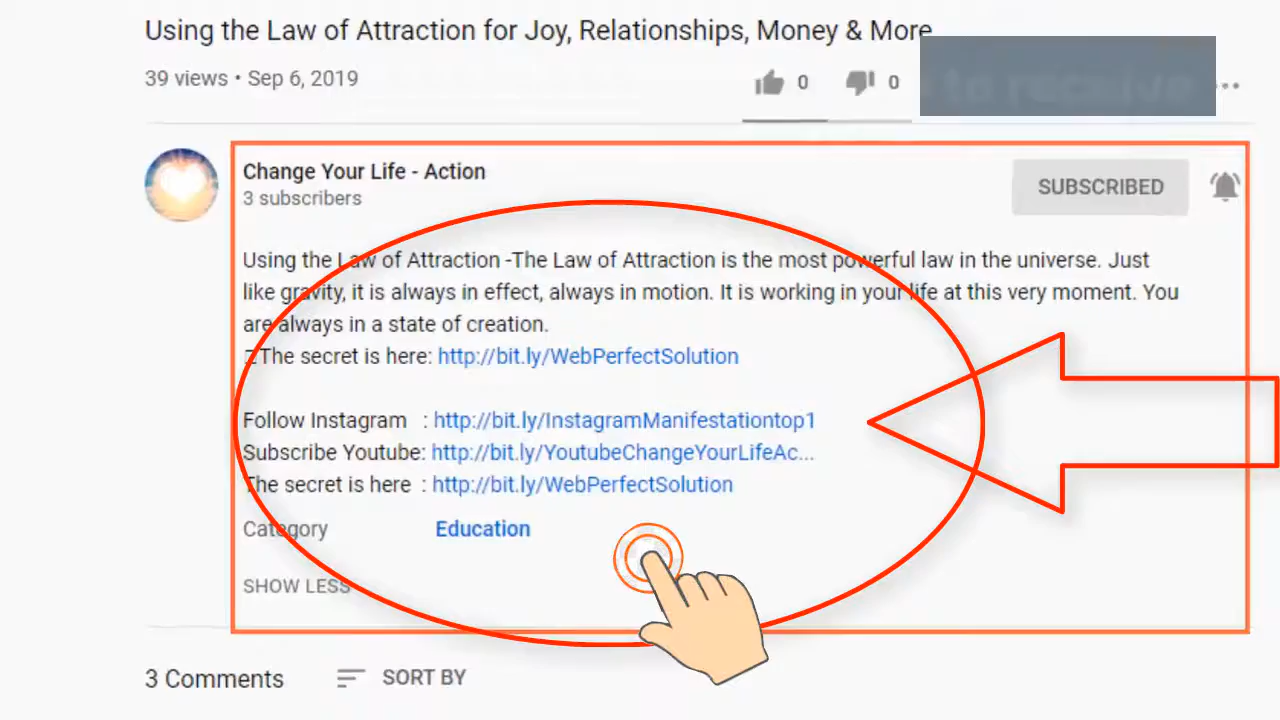 Using the Law of Attraction for Joy, Relationships, Money & More
39 views • Sep 6, 2019
0
0
to receive
Change Your Life - Action
3 subscribers
SUBSCRIBED
Using the Law of Attraction -The Law of Attraction is the most powerful law in the universe. Just
like gravity, it is always in effect, always in motion. It is working in your life at this very moment. You
are always in a state of creation.
The secret is here: http://bit.ly/WebPerfectSolution
Follow Instagram : http://bit.ly/InstagramManifestationtop1
Subscribe Youtube: http://bit.ly/YoutubeChangeYourLifeAc...
The secret is here : http://bit.ly/WebPerfectSolution
Category Education
SHOW LESS
3 Comments SORT BY